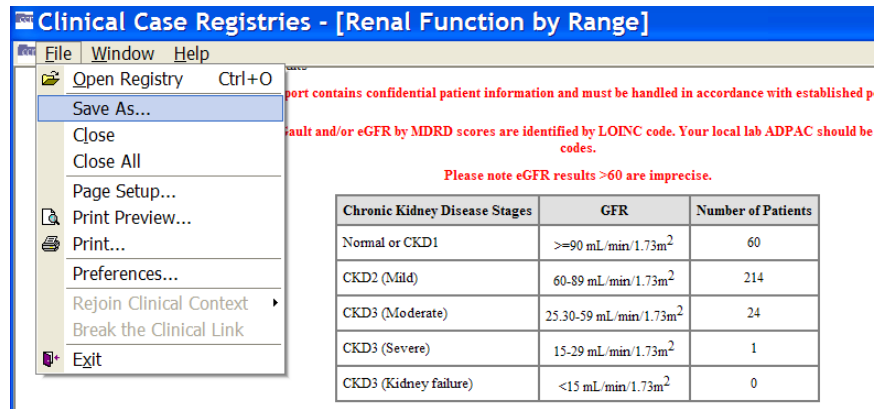 Clinical Case Registries - [Renal Function by Range]
File Window Help
Open Registry Ctrl+O
Save As...
Close
Close All
Page Setup...
Print Preview...
Print...
Preferences...
Rejoin Clinical Context
Break the Clinical Link
Exit
port contains confidential patient information and must be handled in accordance with established p
ault and/or eGFR by MDRD scores are identified by LOINC code. Your local lab ADPAC should be
codes.
Please note eGFR results >60 are imprecise.
Chronic Kidney Disease Stages GFR Number of Patients
Normal or CKD1 >=90 mL/min/1.73m² 60
CKD2 (Mild) 60-89 mL/min/1.73m² 214
CKD3 (Moderate) 25.30-59 mL/min/1.73m² 24
CKD3 (Severe) 15-29 mL/min/1.73m² 1
CKD3 (Kidney failure) <15 mL/min/1.73m² 0